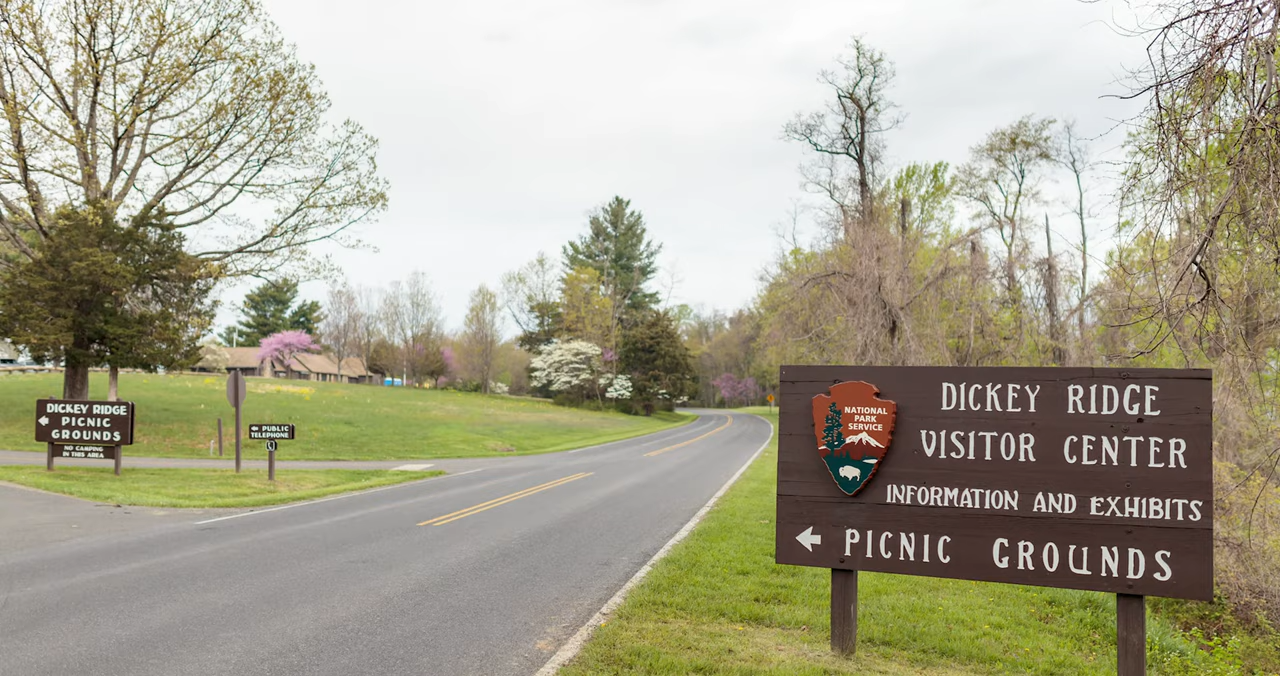 DICKEY RIDGE
PICNIC
GROUNDS
NO CAMPING
IN THIS AREA
PUBLIC
TELEPHONE
NATIONAL
PARK
SERVICE
DICKEY RIDGE
VISITOR CENTER
INFORMATION AND EXHIBITS
PICNIC GROUNDS